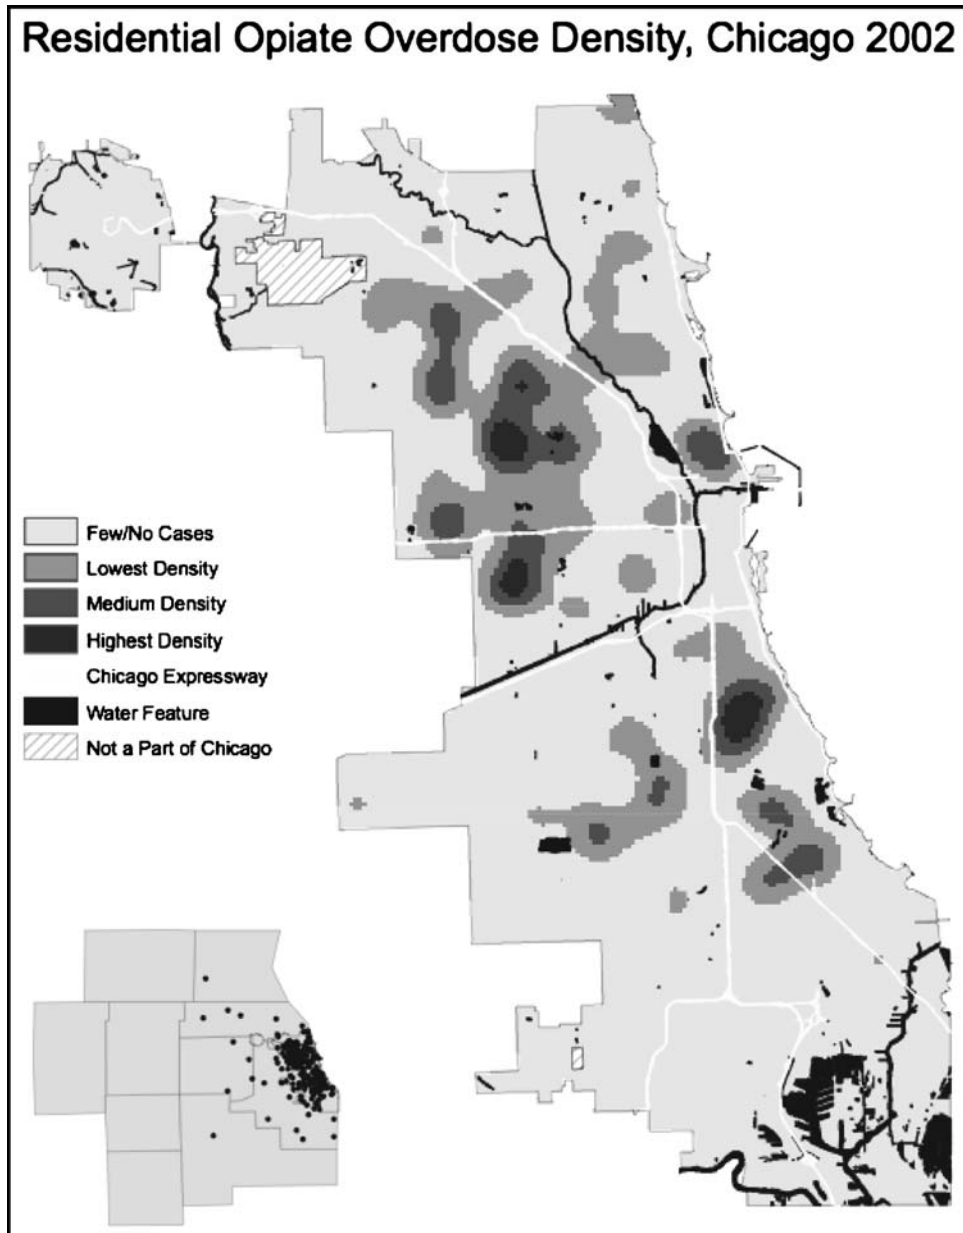 Residential Opiate Overdose Density, Chicago 2002
Few/No Cases
Lowest Density
Medium Density
Highest Density
Chicago Expressway
Water Feature
Not a Part of Chicago